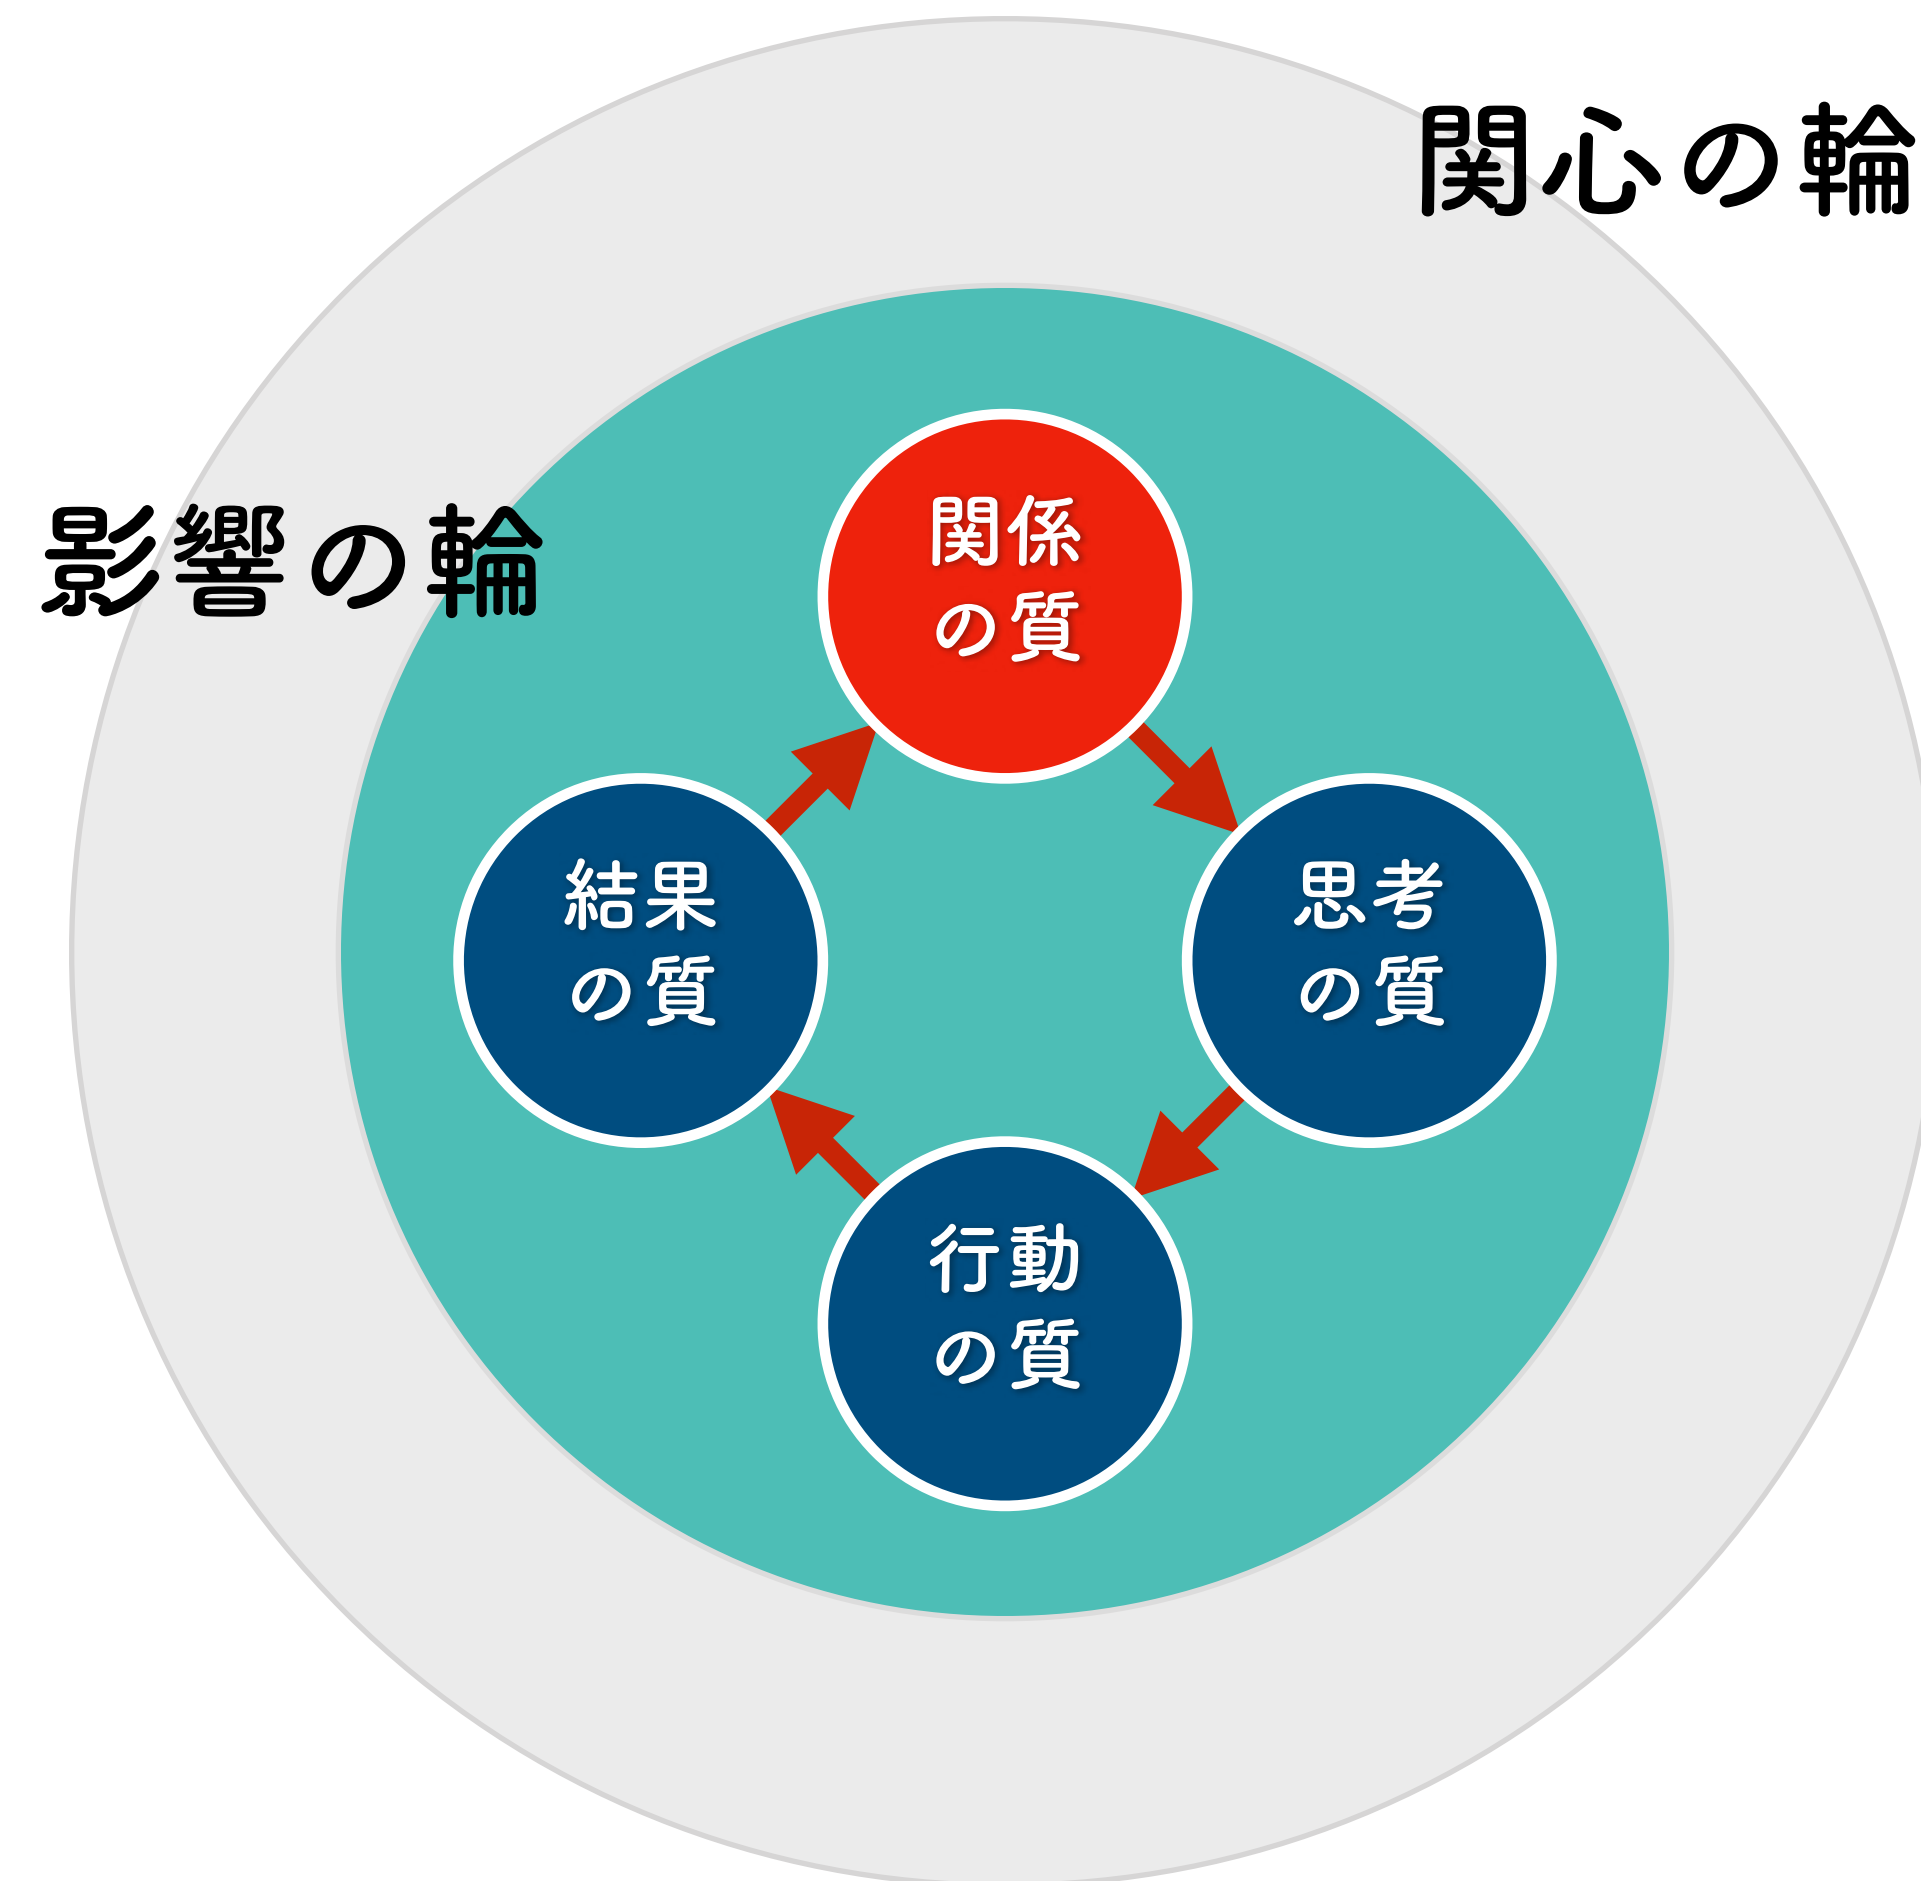 関心の輪
影響の輪
関係
の質
結果
の質
思考
の質
行動
の質